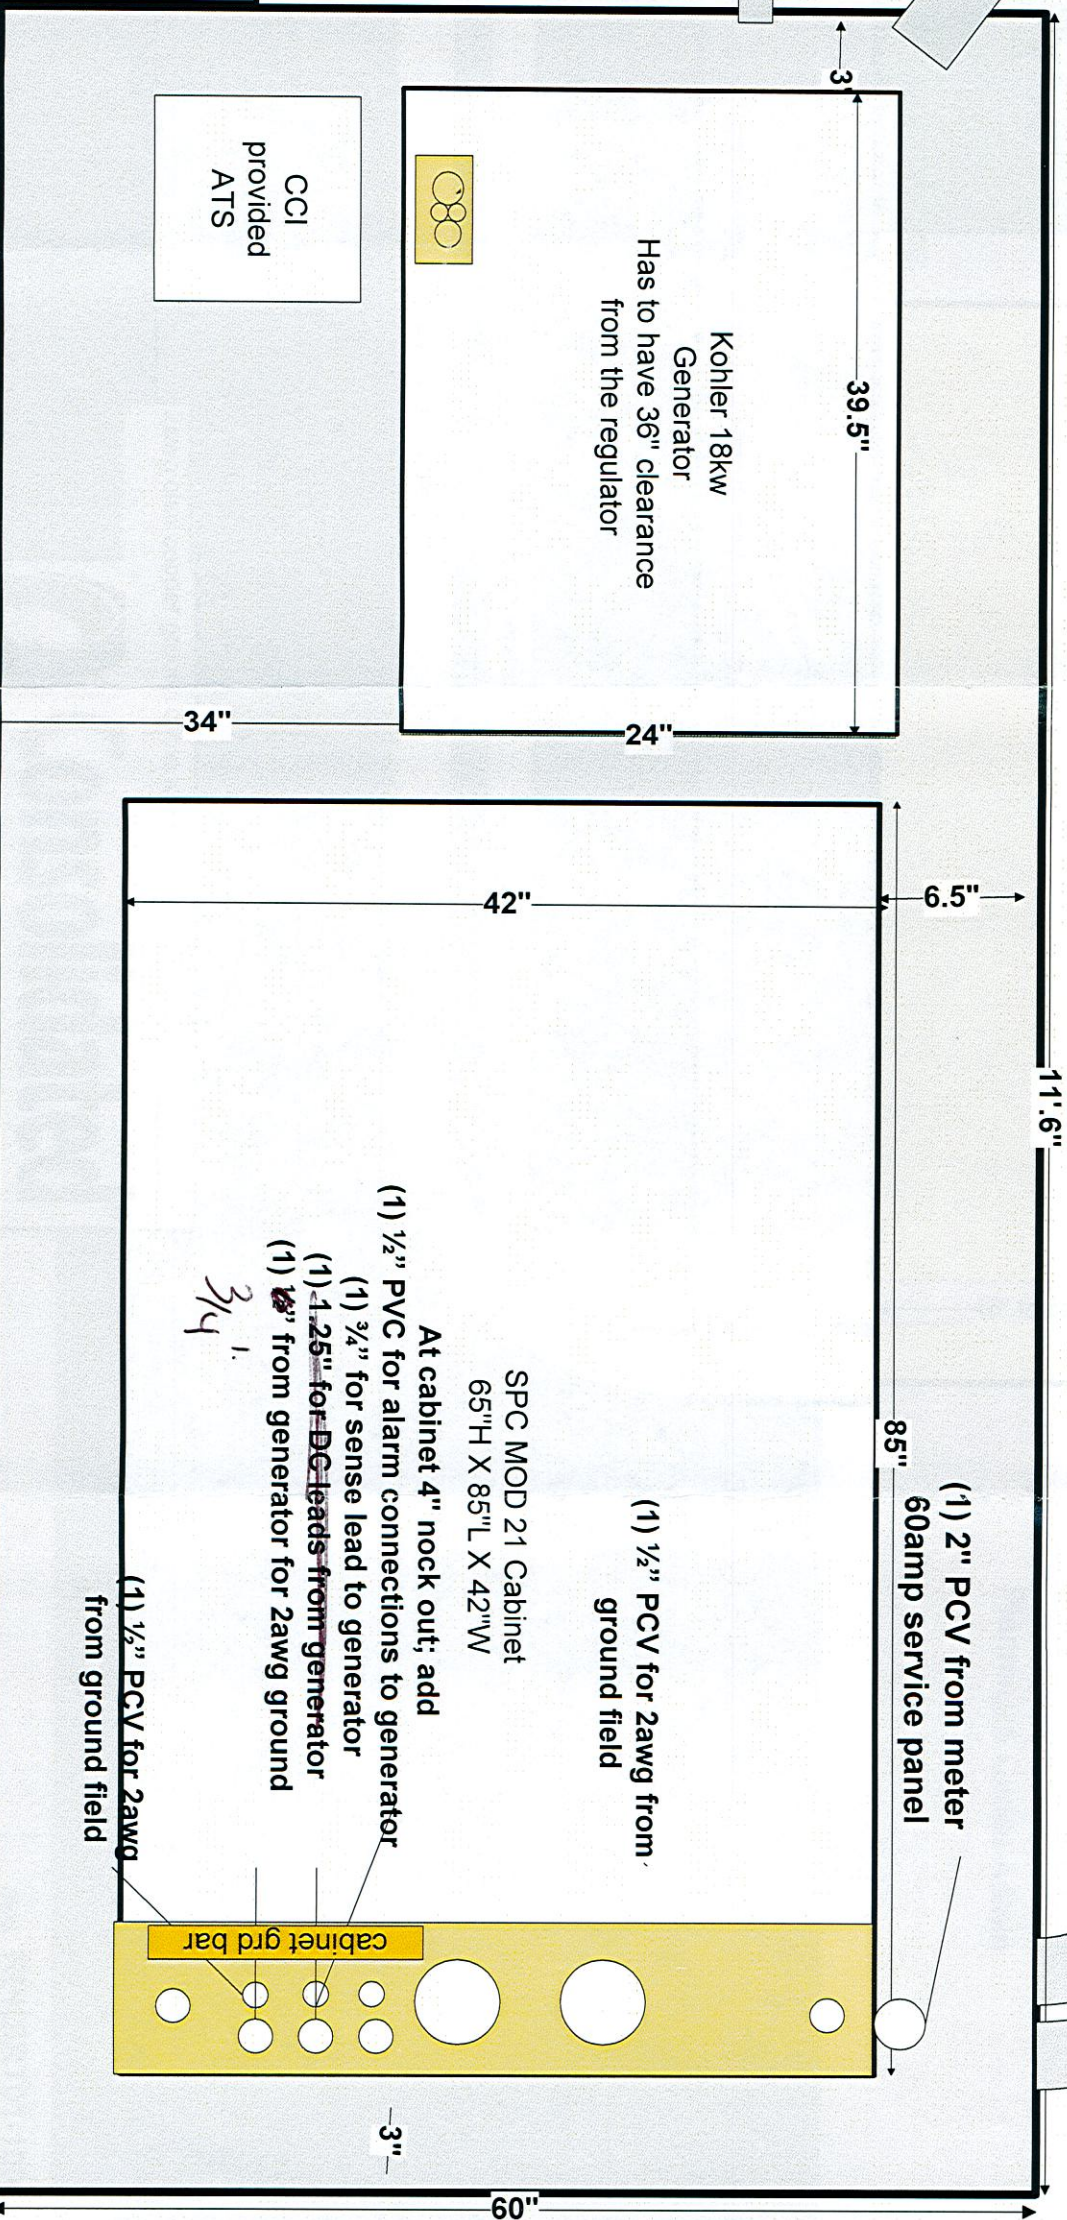 3'
39.5"
Kohler 18kw
Generator
Has to have 36" clearance
from the regulator
CCI
provided
ATS
34"
24"
42"
6.5"
11'.6"
85"
(1) 2" PCV from meter
60amp service panel
(1) ½” PCV for 2awg from
ground field
SPC MOD 21 Cabinet
65"H X 85"L X 42"W
At cabinet 4" nock out; add
(1) ½” PVC for alarm connections to generator
(1) ¾” for sense lead to generator
(1) 1.25" for DC leads from generator
(1) ½” from generator for 2awg ground
3/4
(1) ½” PCV for 2awg
from ground field
cabinet grd bar
3"
60"